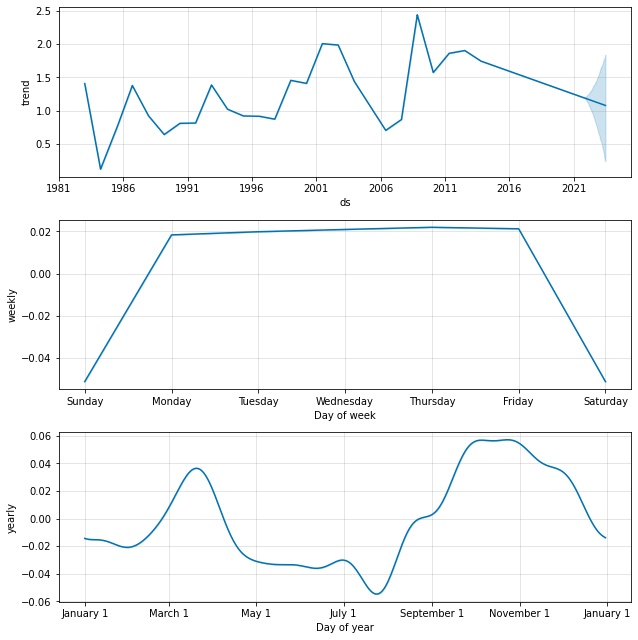 2.5
2.0
trend
1.5
1.0
0.5
1981 1986 1991 1996 2001 2006 2011 2016 2021
ds
0.02
0.00
weekly
−0.02
−0.04
Sunday Monday Tuesday Wednesday Thursday Friday Saturday
Day of week
0.06
0.04
0.02
yearly
0.00
−0.02
−0.04
−0.06
January 1 March 1 May 1 July 1 September 1 November 1 January 1
Day of year